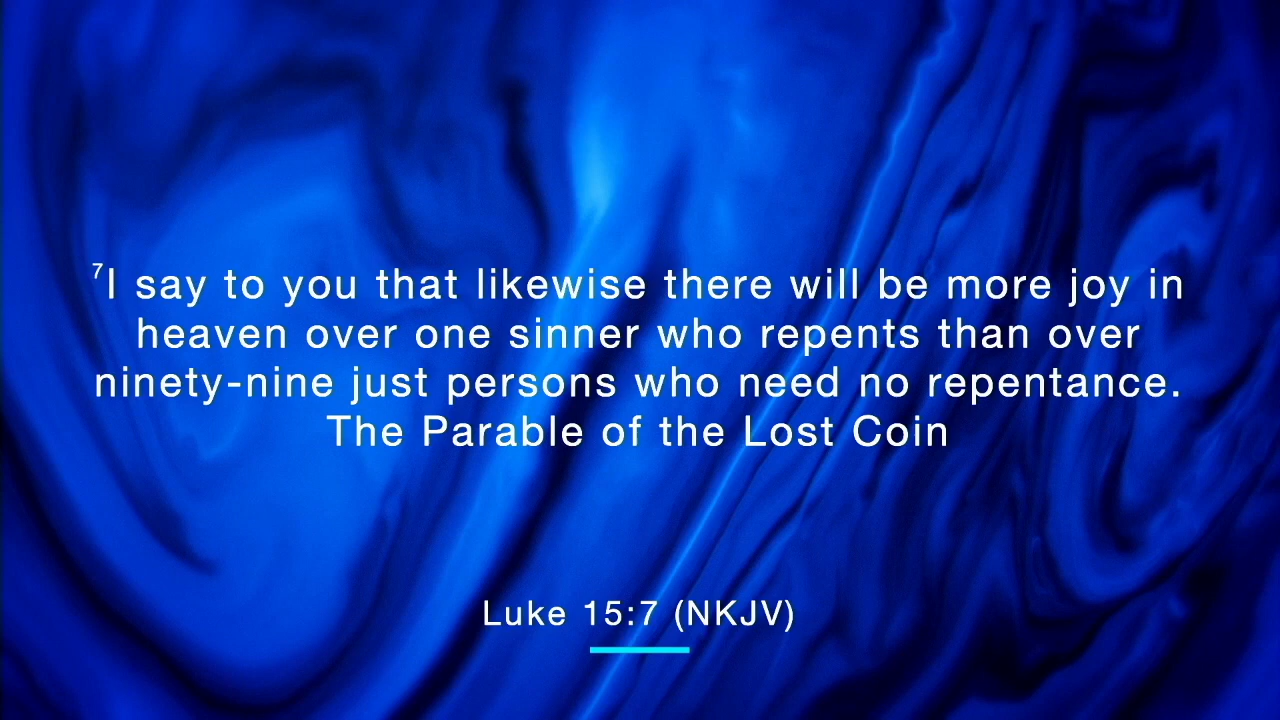 ⁷I say to you that likewise there will be more joy in
heaven over one sinner who repents than over
ninety-nine just persons who need no repentance.
The Parable of the Lost Coin
Luke 15:7 (NKJV)